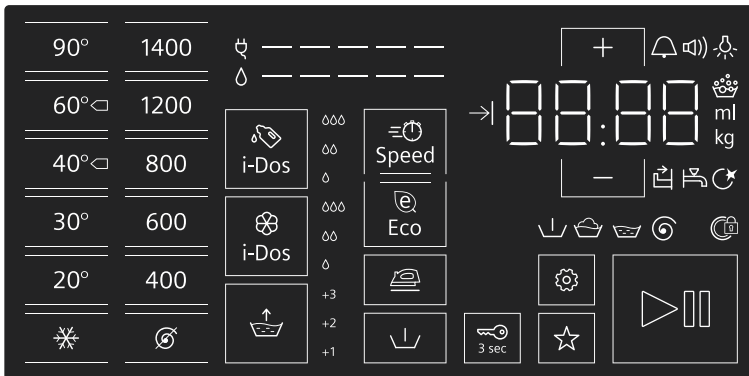 90° 1400
60° 1200
40° 800
30° 600
20° 400
i-Dos
i-Dos
+3
+2
+1
Speed
e
Eco
3 sec
+
88:88
−
ml
kg